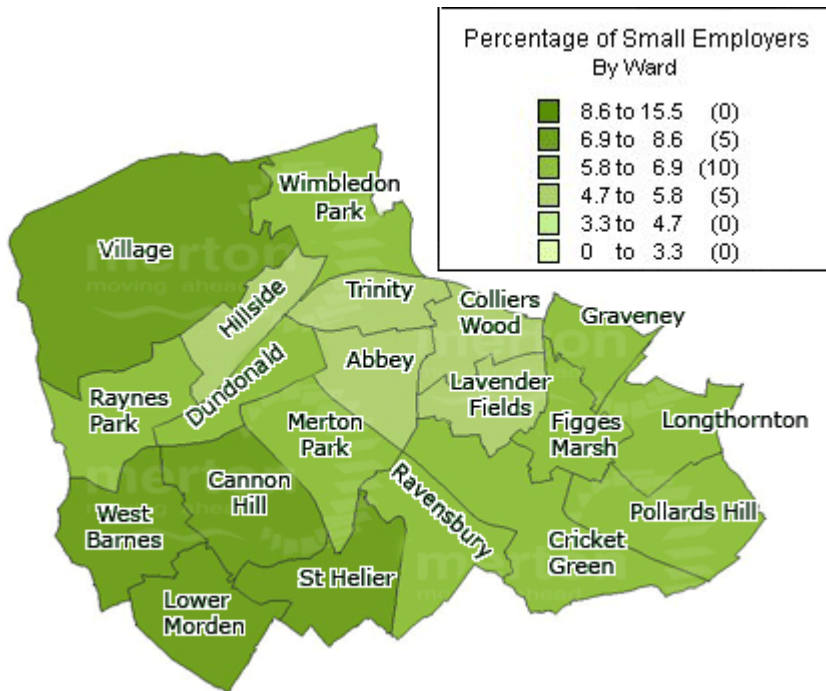 Percentage of Small Employers
By Ward
8.6 to 15.5 (0)
6.9 to 8.6 (5)
5.8 to 6.9 (10)
4.7 to 5.8 (5)
3.3 to 4.7 (0)
0 to 3.3 (0)
Wimbledon
Park
Village
Hillside
Trinity
Colliers
Wood
Graveney
Dundonald
Abbey
Raynes
Park
Lavender
Fields
Merton
Park
Figges
Marsh
Longthornton
Cannon
Hill
Ravensbury
West
Barnes
Pollards Hill
Cricket
Green
St Helier
Lower
Morden
merton
moving ahead